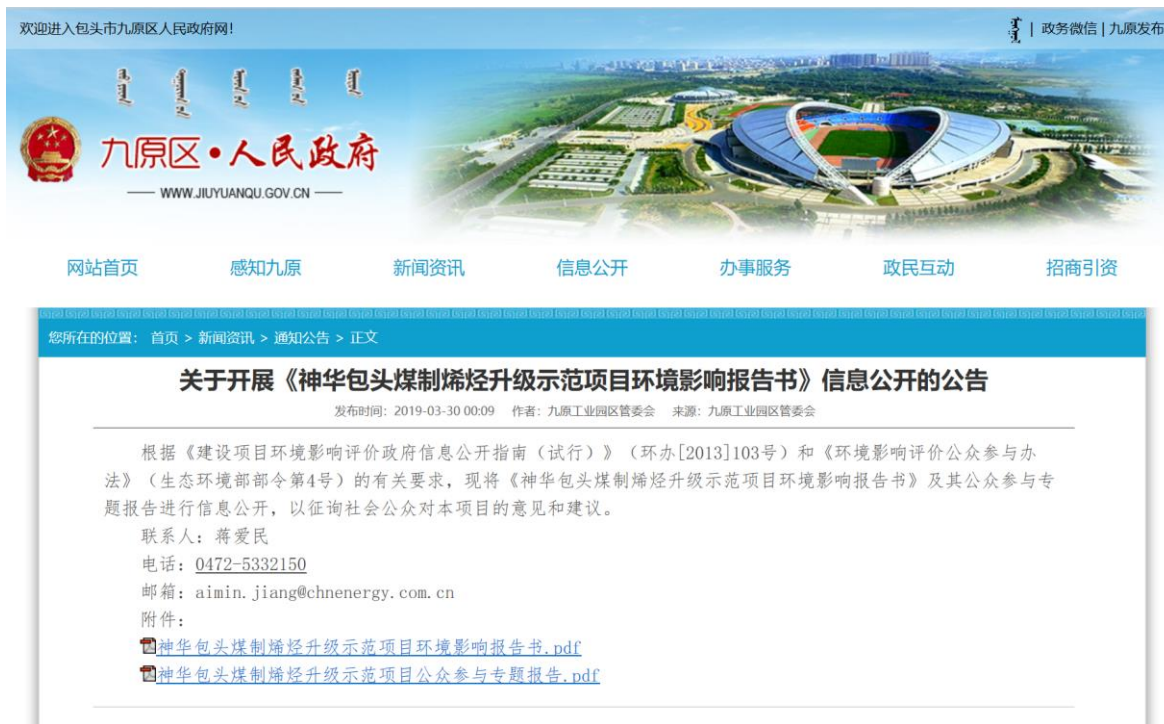 欢迎进入包头市九原区人民政府网!
| 政务微信 | 九原发布
九原区•人民政府
WWW.JIUYUANQU.GOV.CN
网站首页 感知九原 新闻资讯 信息公开 办事服务 政民互动 招商引资
您所在的位置: 首页 > 新闻资讯 > 通知公告 > 正文
关于开展《神华包头煤制烯烃升级示范项目环境影响报告书》信息公开的公告
发布时间: 2019-03-30 00:09 作者: 九原工业园区管委会 来源: 九原工业园区管委会
根据《建设项目环境影响评价政府信息公开指南（试行）》（环办[2013]103号）和《环境影响评价公众参与办
法》（生态环境部部令第4号）的有关要求，现将《神华包头煤制烯烃升级示范项目环境影响报告书》及其公众参与专
题报告进行信息公开，以征询社会公众对本项目的意见和建议。
联系人：蒋爱民
电话：0472-5332150
邮箱：aimin.jiang@chnenergy.com.cn
附件：
神华包头煤制烯烃升级示范项目环境影响报告书.pdf
神华包头煤制烯烃升级示范项目公众参与专题报告.pdf